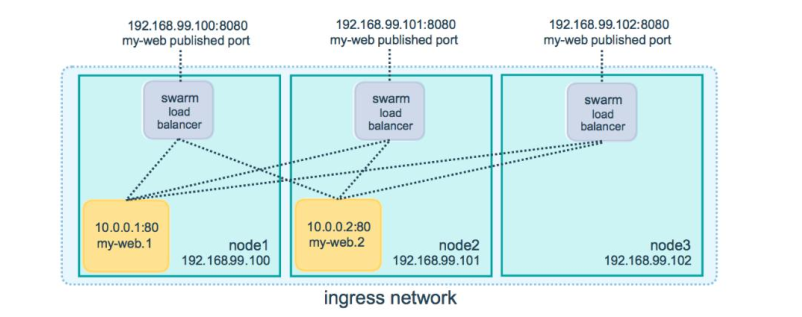 192.168.99.100:8080
my-web published port
192.168.99.101:8080
my-web published port
192.168.99.102:8080
my-web published port
swarm
load
balancer
swarm
load
balancer
swarm
load
balancer
10.0.0.1:80
my-web.1
node1
192.168.99.100
10.0.0.2:80
my-web.2
node2
192.168.99.101
node3
192.168.99.102
ingress network